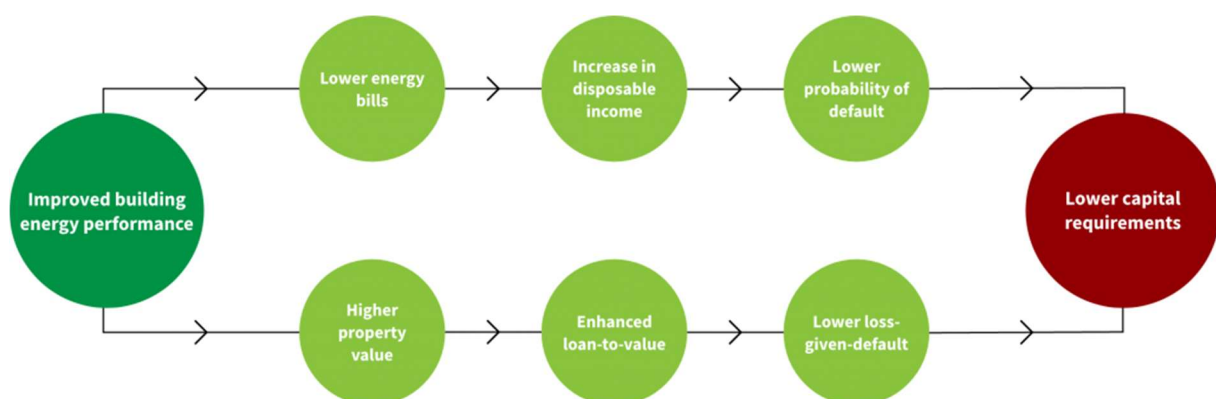 Improved building
energy performance
Lower energy
bills
Increase in
disposable
income
Lower
probability of
default
Higher
property
value
Enhanced
loan-to-value
Lower loss-
given-default
Lower capital
requirements